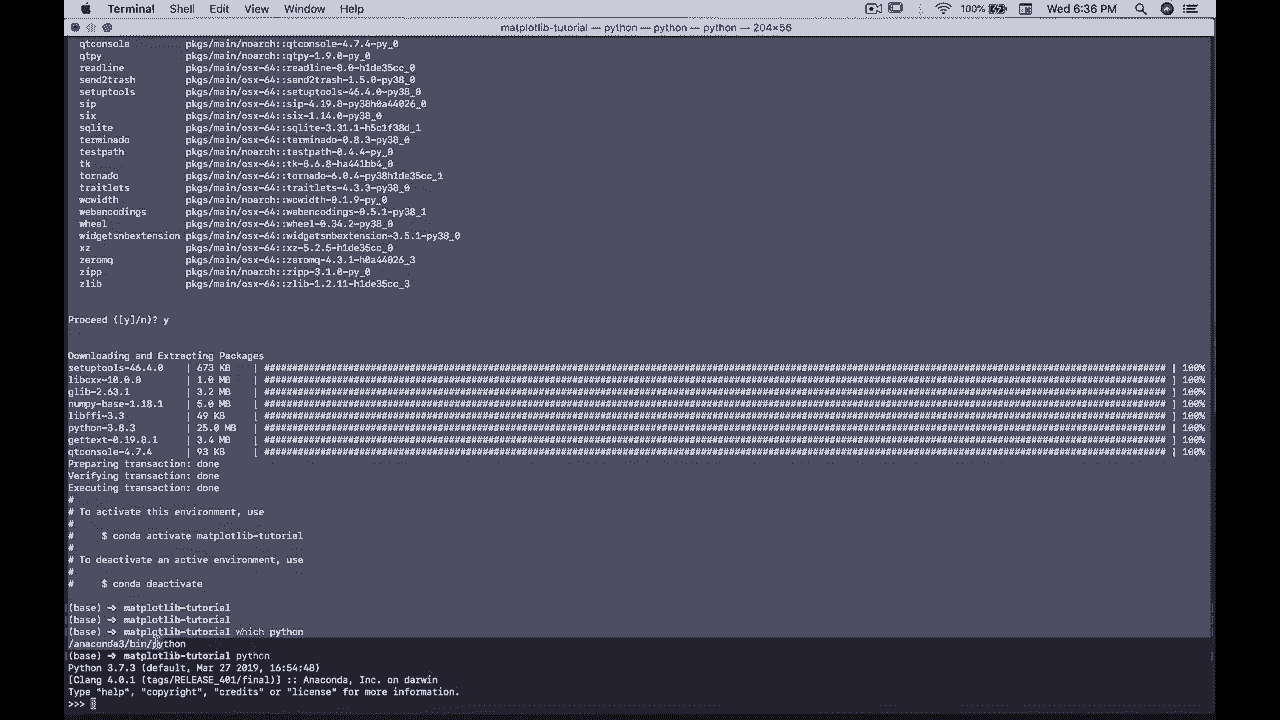 Terminal Shell Edit View Window Help 100% Wed 6:36 PM
matplotlib-tutorial — python — python — python — 204×56
qtconsole pkgs/main/noarch::qtconsole-4.7.4-py_0
qtpy pkgs/main/noarch::qtpy-1.9.0-py_0
readline pkgs/main/osx-64::readline-8.0-h1de35cc_0
send2trash pkgs/main/osx-64::send2trash-1.5.0-py38_0
setuptools pkgs/main/osx-64::setuptools-46.4.0-py38_0
sip pkgs/main/osx-64::sip-4.19.8-py38h0a44026_0
six pkgs/main/osx-64::six-1.14.0-py38_0
sqlite pkgs/main/osx-64::sqlite-3.31.1-h5c1f38d_1
terminado pkgs/main/osx-64::terminado-0.8.3-py38_0
testpath pkgs/main/noarch::testpath-0.4.4-py_0
tk pkgs/main/osx-64::tk-8.6.8-ha441bb4_0
tornado pkgs/main/osx-64::tornado-6.0.4-py38h1de35cc_1
traitlets pkgs/main/osx-64::traitlets-4.3.3-py38_0
wcwidth pkgs/main/noarch::wcwidth-0.1.9-py_0
webencodings pkgs/main/osx-64::webencodings-0.5.1-py38_1
wheel pkgs/main/osx-64::wheel-0.34.2-py38_0
widgetsnbextension pkgs/main/osx-64::widgetsnbextension-3.5.1-py38_0
xz pkgs/main/osx-64::xz-5.2.5-h1de35cc_0
zeromq pkgs/main/osx-64::zeromq-4.3.1-h0a44026_3
zipp pkgs/main/noarch::zipp-3.1.0-py_0
zlib pkgs/main/osx-64::zlib-1.2.11-h1de35cc_3
Proceed ([y]/n)? y
Downloading and Extracting Packages
setuptools-46.4.0 | 673 KB | ################################################## | 100%
libcxx-10.0.0 | 1.0 MB | ################################################## | 100%
glib-2.63.1 | 3.2 MB | ################################################## | 100%
numpy-base-1.18.1 | 5.0 MB | ################################################## | 100%
libffi-3.3 | 49 KB | ################################################## | 100%
python-3.8.3 | 25.0 MB | ################################################## | 100%
gettext-0.19.8.1 | 3.4 MB | ################################################## | 100%
qtconsole-4.7.4 | 93 KB | ################################################## | 100%
Preparing transaction: done
Verifying transaction: done
Executing transaction: done
#
# To activate this environment, use
#
# $ conda activate matplotlib-tutorial
#
# To deactivate an active environment, use
#
# $ conda deactivate
(base) → matplotlib-tutorial
(base) → matplotlib-tutorial
(base) → matplotlib-tutorial which python
/anaconda3/bin/python
(base) → matplotlib-tutorial python
Python 3.7.3 (default, Mar 27 2019, 16:54:48)
[Clang 4.0.1 (tags/RELEASE_401/final)] :: Anaconda, Inc. on darwin
Type "help", "copyright", "credits" or "license" for more information.
>>>